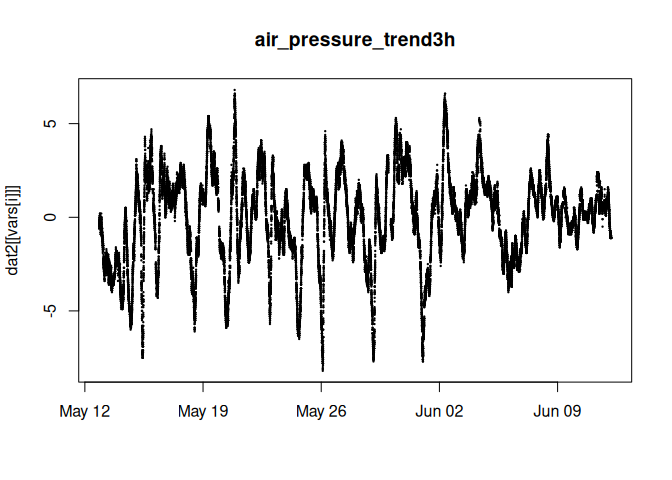 air_pressure_trend3h
dat2[[vars[i]]]
5
0
-5
May 12 May 19 May 26 Jun 02 Jun 09